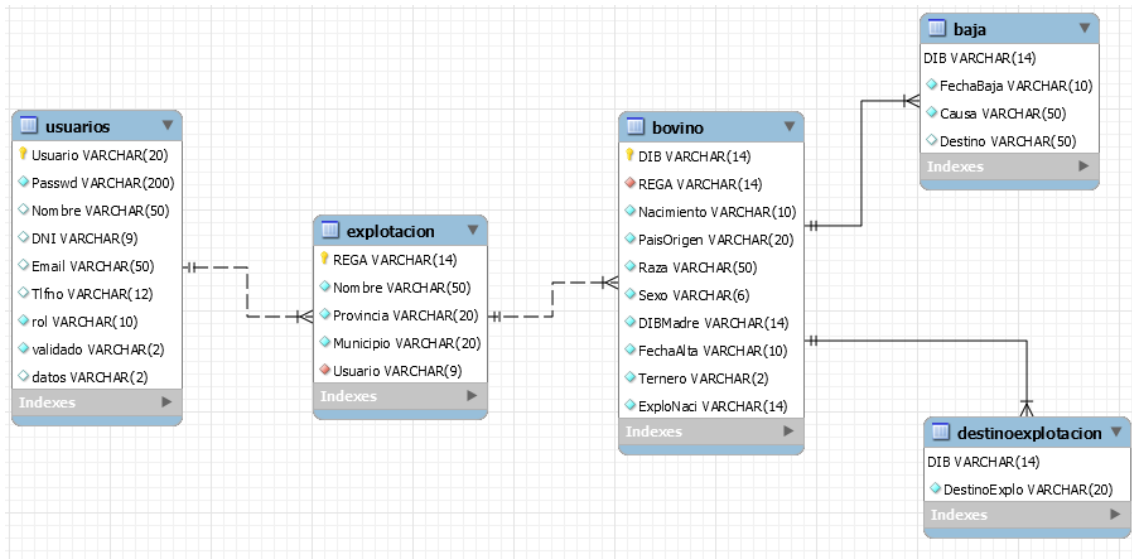 usuarios
Usuario VARCHAR(20)
Passwd VARCHAR(200)
Nombre VARCHAR(50)
DNI VARCHAR(9)
Email VARCHAR(50)
Tlfno VARCHAR(12)
rol VARCHAR(10)
validado VARCHAR(2)
datos VARCHAR(2)
Indexes
explotacion
REGA VARCHAR(14)
Nombre VARCHAR(50)
Provincia VARCHAR(20)
Municipio VARCHAR(20)
Usuario VARCHAR(9)
Indexes
bovino
DIB VARCHAR(14)
REGA VARCHAR(14)
Nacimiento VARCHAR(10)
PaisOrigen VARCHAR(20)
Raza VARCHAR(50)
Sexo VARCHAR(6)
DIBMadre VARCHAR(14)
FechaAlta VARCHAR(10)
Ternero VARCHAR(2)
ExploNaci VARCHAR(14)
Indexes
baja
DIB VARCHAR(14)
FechaBaja VARCHAR(10)
Causa VARCHAR(50)
Destino VARCHAR(50)
Indexes
destinoexplotacion
DIB VARCHAR(14)
DestinoExplo VARCHAR(20)
Indexes